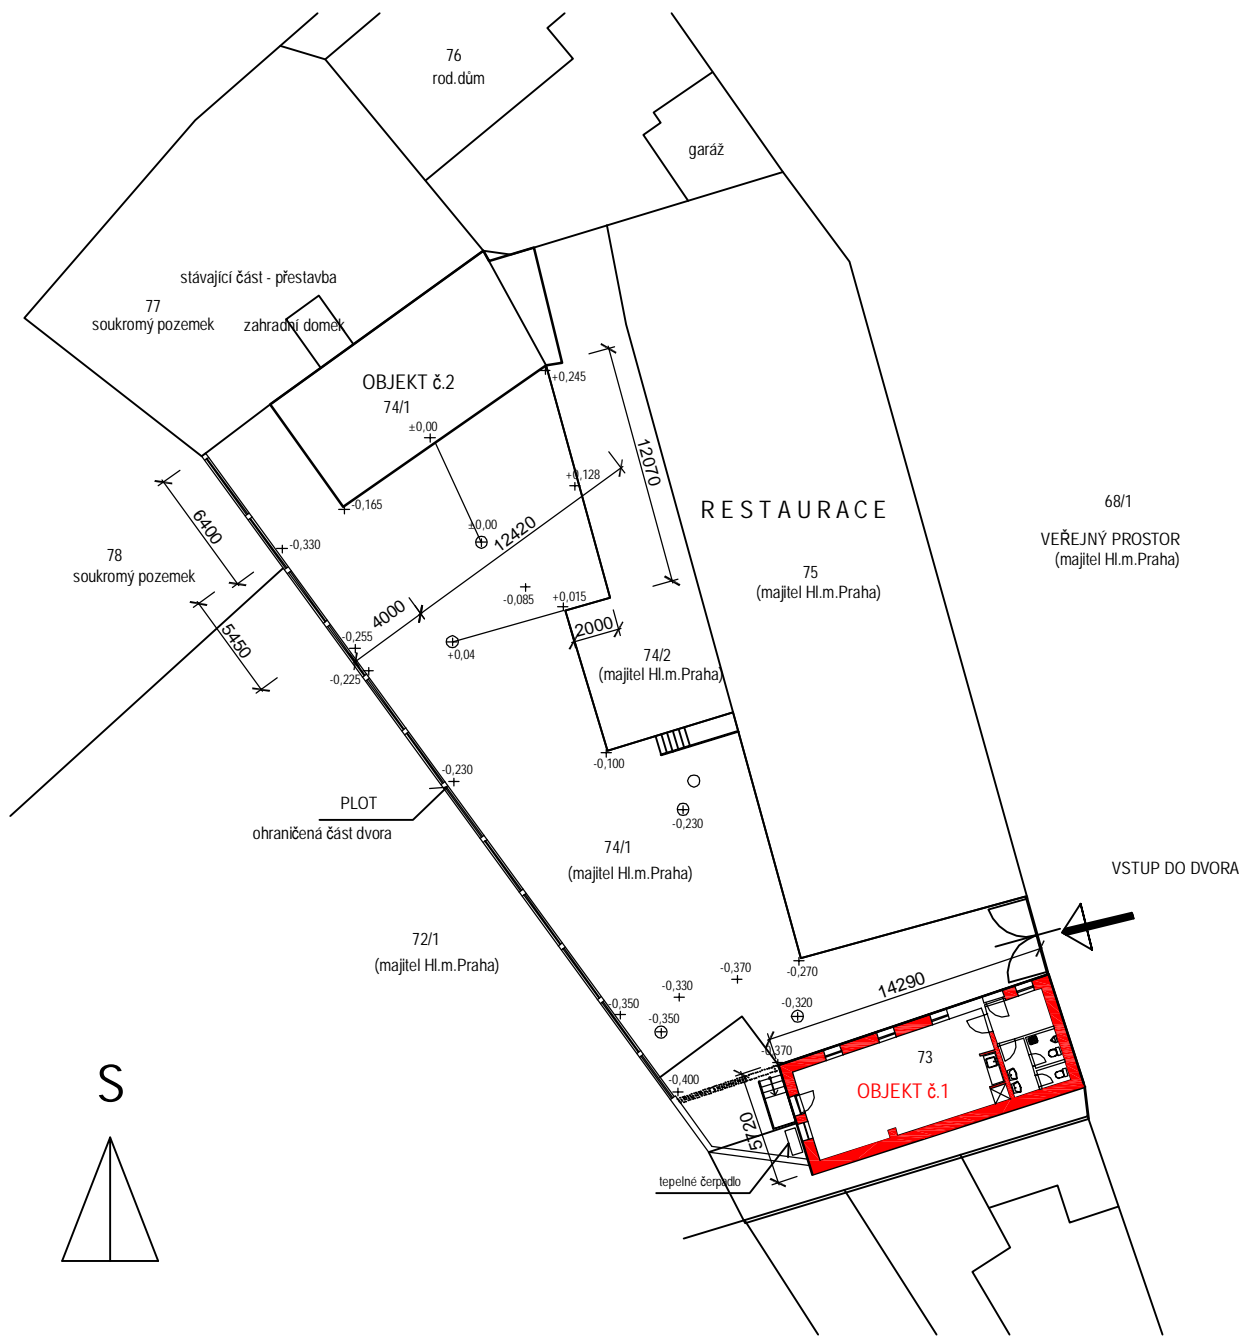 76
rod.dům
garáž
stávající část - přestavba
77
soukromý pozemek
zahradní domek
OBJEKT č.2
74/1
±0,00
+0,245
12070
+0,128
-0,165
±0,00
12420
RESTAURACE
68/1
VEŘEJNÝ PROSTOR
(majitel Hl.m.Praha)
6400
-0,330
78
soukromý pozemek
75
(majitel Hl.m.Praha)
-0,085
+0,015
4000
5450
-0,255
+0,04
2000
-0,225
74/2
(majitel Hl.m.Praha)
-0,100
-0,230
PLOT
ohraničená část dvora
-0,230
74/1
(majitel Hl.m.Praha)
VSTUP DO DVORA
72/1
(majitel Hl.m.Praha)
-0,370
-0,270
-0,330
14290
-0,350
-0,350
-0,320
-0,370
73
OBJEKT č.1
-0,400
S
5720
tepelné čerpadlo